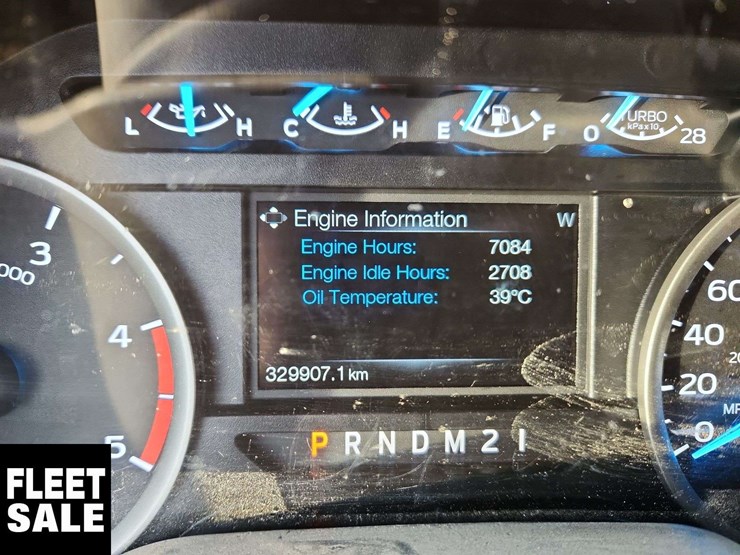 L H C H E F O TURBO 28
kPa x 10
Engine Information W
Engine Hours: 7084
Engine Idle Hours: 2708
Oil Temperature: 39°C
329907.1 km
3
4
5
60
40
20
0
P R N D M 2 1
FLEET
SALE